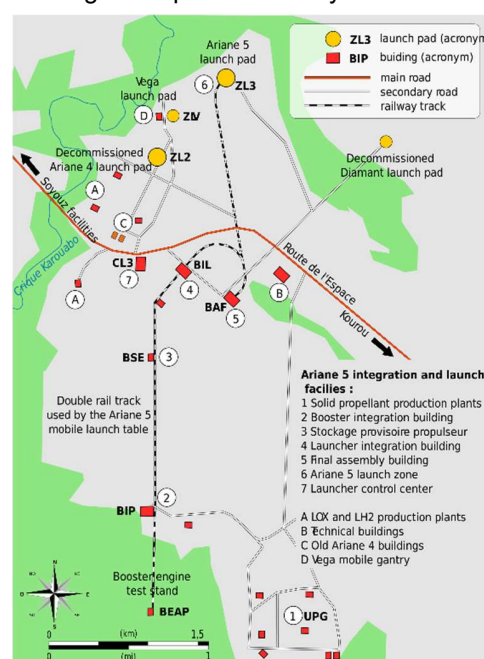 ZL3 launch pad (acronym
BIP buiding (acronym)
main road
secondary road
railway track
Ariane 5
launch pad
6
ZL3
Vega
launch pad
D
ZLV
Decommissioned
Ariane 4 launch pad
ZL2
Decommissioned
Diamant launch pad
A
Soyouz facilities
C
Crique Karouabo
CL3
7
BIL
4
Route de l'Espace
A
BAF
5
B
Kourou
BSE
3
Double rail track
used by the Ariane 5
mobile launch table
Ariane 5 integration and launch
facilies :
1 Solid propellant production plants
2 Booster integration building
3 Stockage provisoire propulseur
4 Launcher integration building
5 Final assembly building
6 Ariane 5 launch zone
7 Launcher control center
A LOX and LH2 production plants
B Technical buildings
C Old Ariane 4 buildings
D Vega mobile gantry
2
BIP
Booster engine
test stand
BEAP
1
UPG
N
E
S
0 (km) 1,5
0 (mi) 1